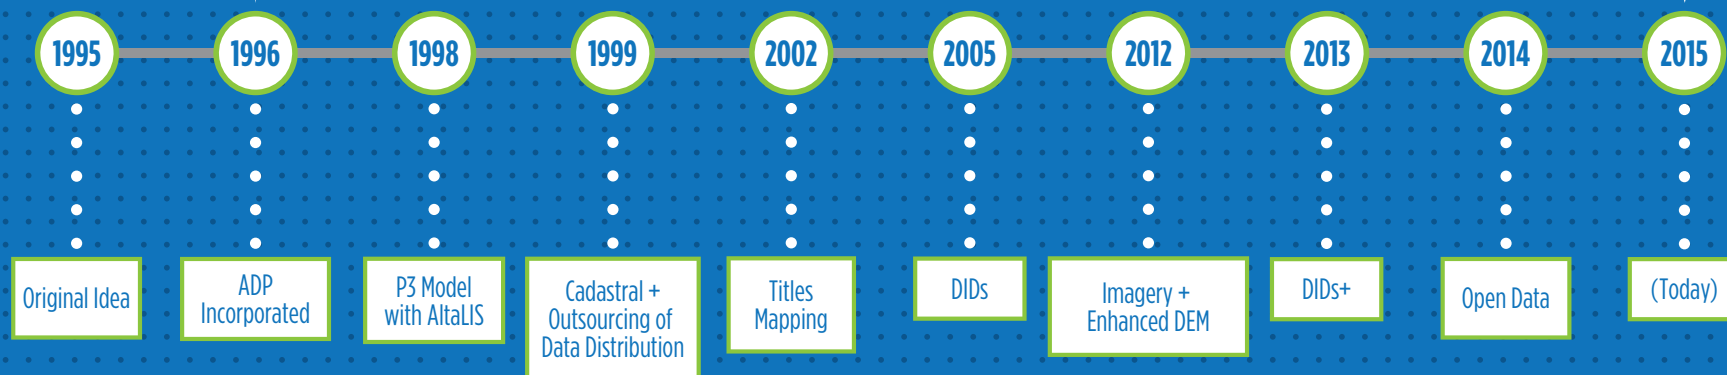 1995
1996
1998
1999
2002
2005
2012
2013
2014
2015
Original Idea
ADP
Incorporated
P3 Model
with AltaLIS
Cadastral +
Outsourcing of
Data Distribution
Titles
Mapping
DIDs
Imagery +
Enhanced DEM
DIDs+
Open Data
(Today)